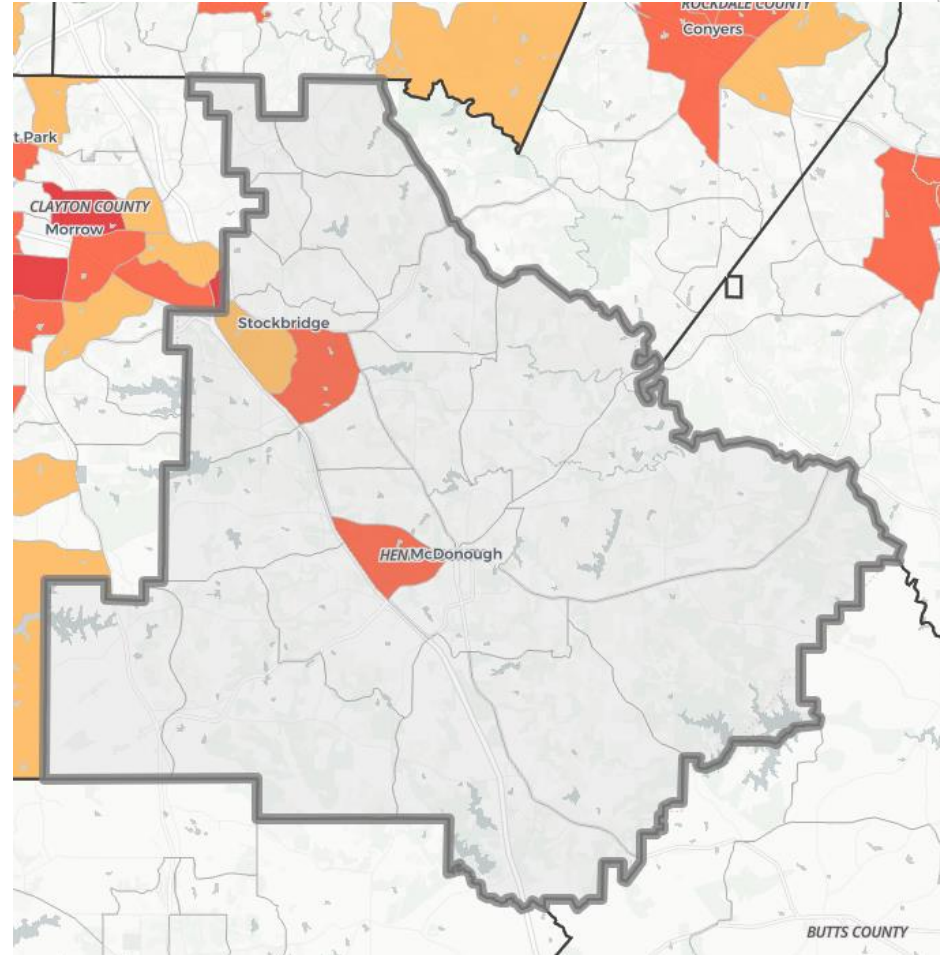 ROCKDALE COUNTY
Conyers
t Park
CLAYTON COUNTY
Morrow
Stockbridge
HEN McDonough
BUTTS COUNTY